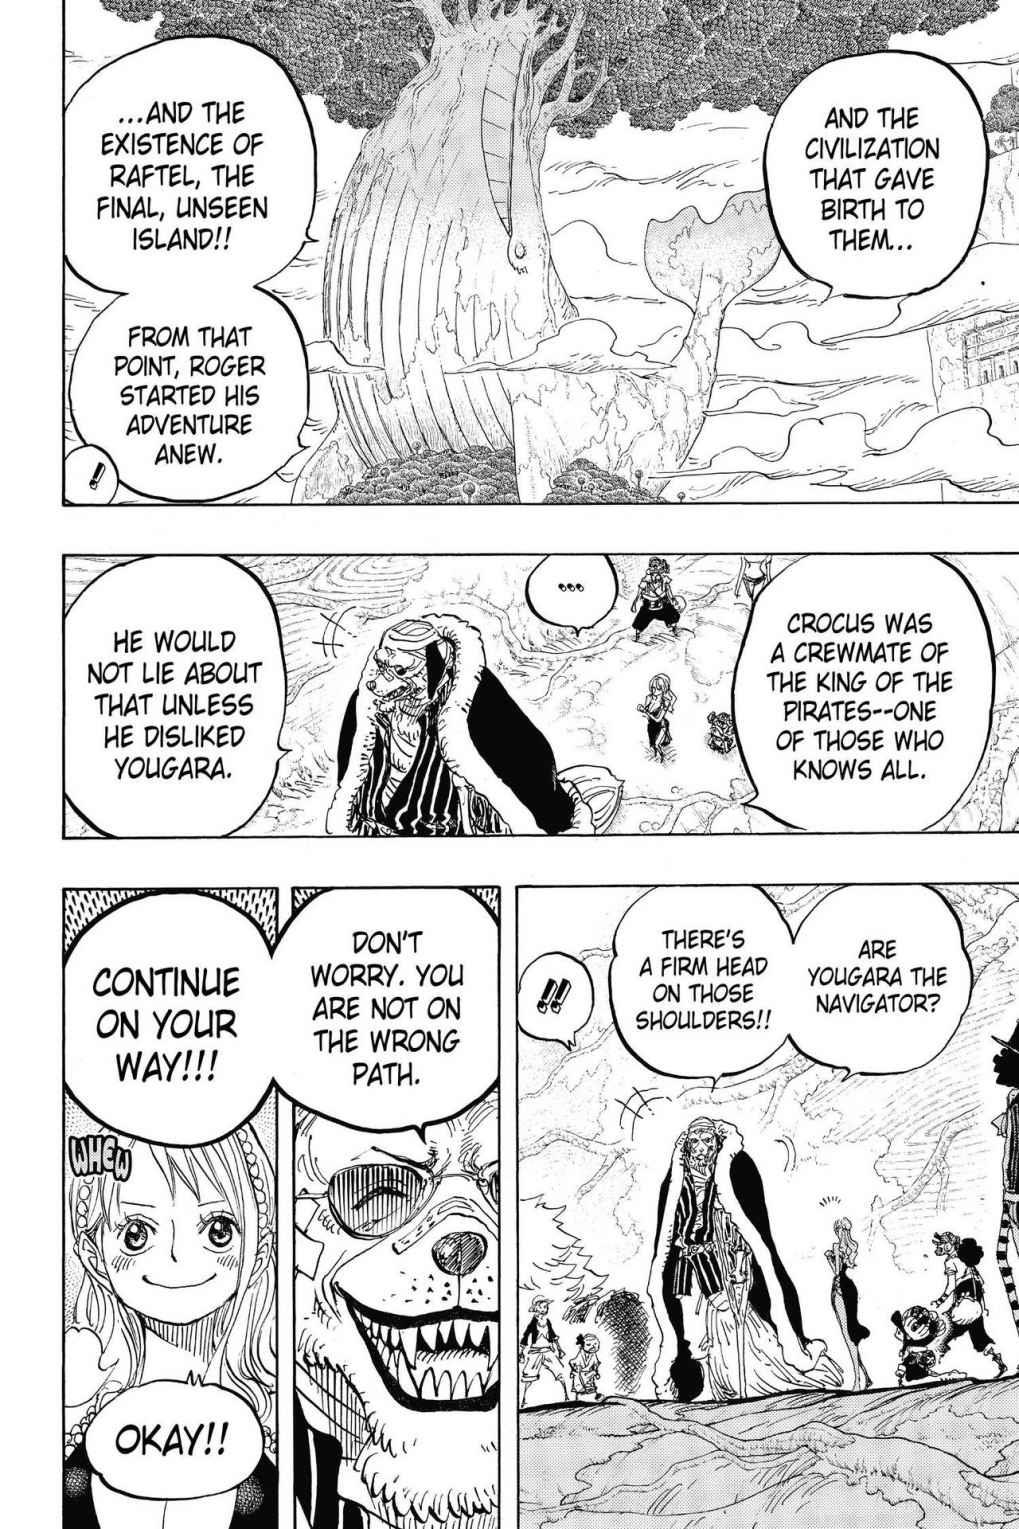 AND THE
CIVILIZATION
THAT GAVE
BIRTH TO
THEM...
...AND THE
EXISTENCE OF
RAFTEL, THE
FINAL, UNSEEN
ISLAND!!
FROM THAT
POINT, ROGER
STARTED HIS
ADVENTURE
ANEW.
!!
CROCUS WAS
A CREWMATE OF
THE KING OF THE
PIRATES--ONE
OF THOSE WHO
KNOWS ALL.
...
HE WOULD
NOT LIE ABOUT
THAT UNLESS
HE DISLIKED
YOUGARA.
ARE
YOUGARA THE
NAVIGATOR?
THERE'S
A FIRM HEAD
ON THOSE
SHOULDERS!!
!!
DON'T
WORRY. YOU
ARE NOT ON
THE WRONG
PATH.
CONTINUE
ON YOUR
WAY!!!
WHEW
OKAY!!